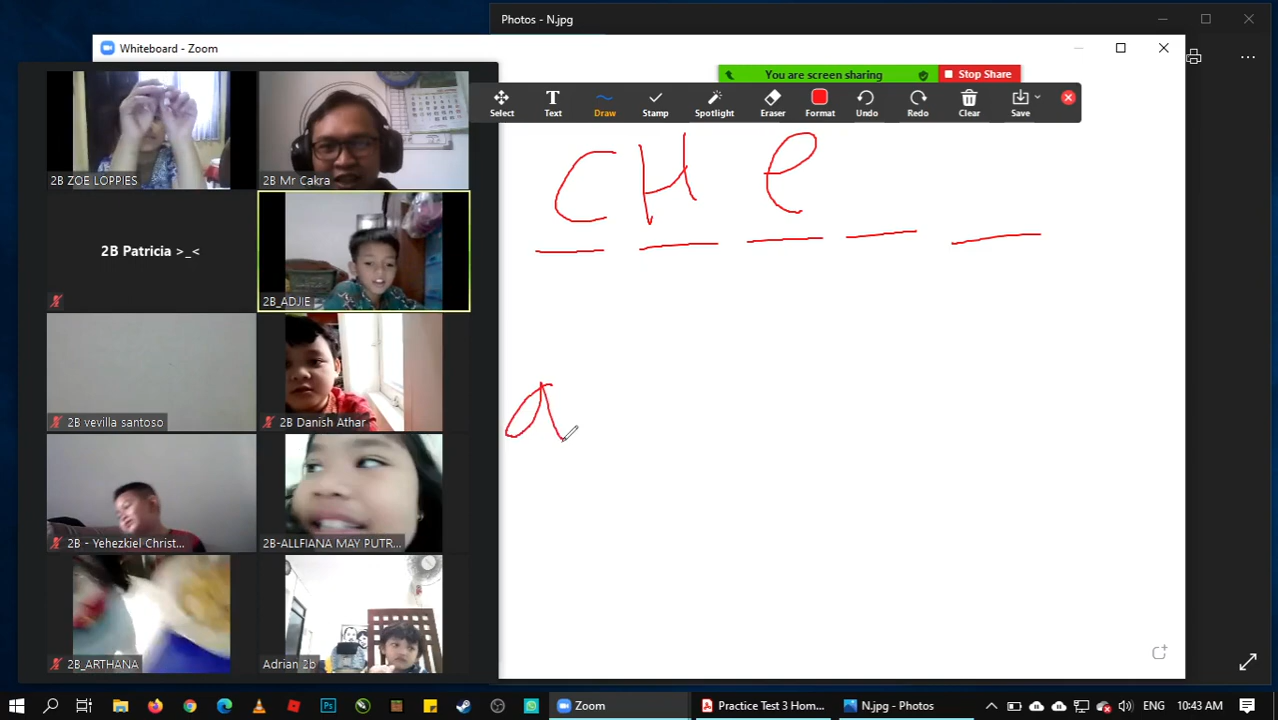 Photos - N.jpg
Whiteboard - Zoom
You are screen sharing
Stop Share
Select
Text
Draw
Stamp
Spotlight
Eraser
Format
Undo
Redo
Clear
Save
2B ZOE LOPPIES
2B Mr Cakra
2B Patricia >_<
2B_ADJIE
2B vevilla santoso
2B Danish Athar
2B - Yehezkiel Christ...
2B-ALLFIANA MAY PUTR...
2B_ARTHANA
Adrian 2b
C H e _ _
a
Zoom
Practice Test 3 Hom...
N.jpg - Photos
ENG
10:43 AM